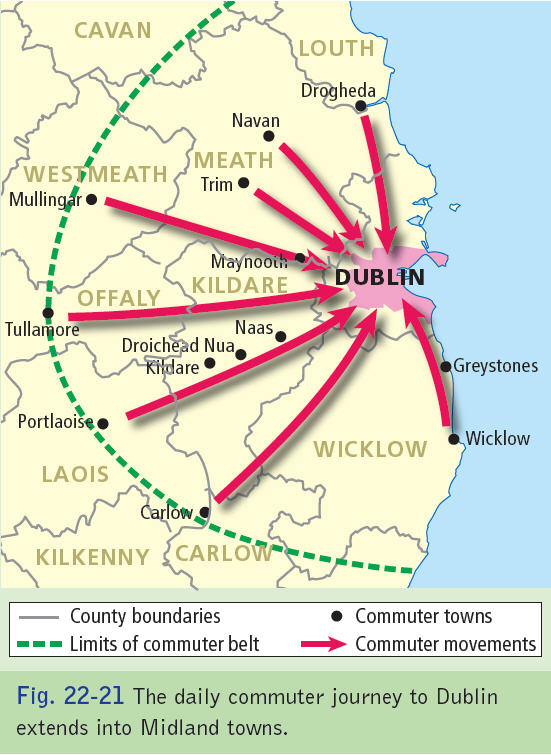 CAVAN
LOUTH
Drogheda
Navan
MEATH
WESTMEATH
Trim
Mullingar
Maynooth
DUBLIN
KILDARE
OFFALY
Tullamore
Naas
Droichead Nua
Kildare
Greystones
Portlaoise
Wicklow
WICKLOW
LAOIS
Carlow
KILKENNY
CARLOW
County boundaries
Commuter towns
Limits of commuter belt
Commuter movements
Fig. 22-21 The daily commuter journey to Dublin
extends into Midland towns.